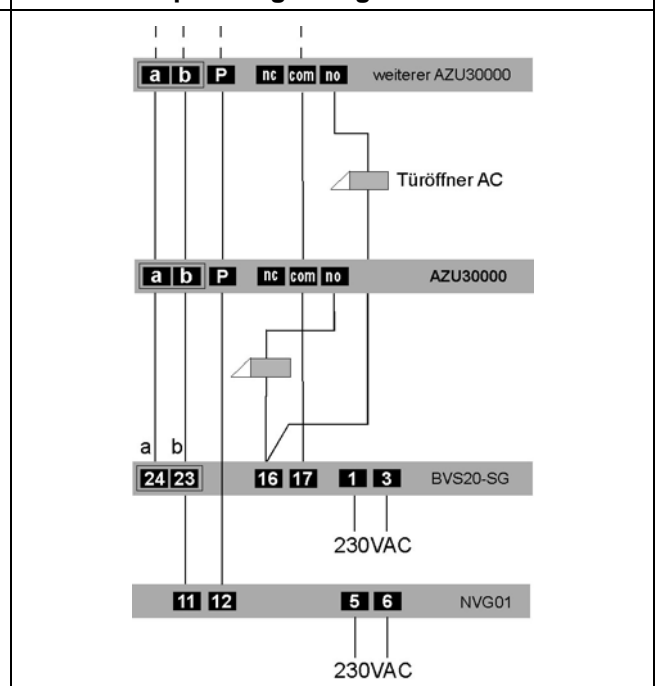 a b P nc com no weiterer AZU30000
Türöffner AC
a b P nc com no AZU30000
a b
24 23 16 17 1 3 BVS20-SG
230VAC
11 12 5 6 NVG01
230VAC